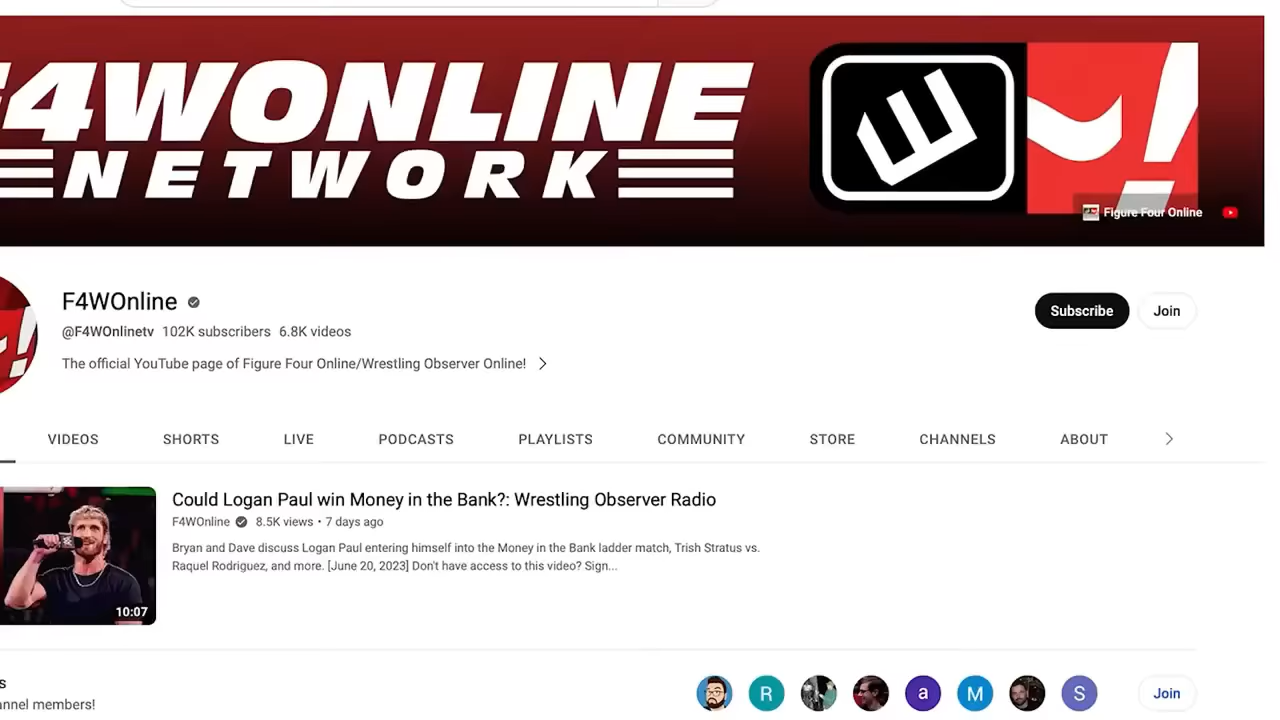 4WONLINE
NETWORK
Figure Four Online
F4WOnline
@F4WOnlinetv 102K subscribers 6.8K videos
Subscribe
Join
The official YouTube page of Figure Four Online/Wrestling Observer Online!
VIDEOS SHORTS LIVE PODCASTS PLAYLISTS COMMUNITY STORE CHANNELS ABOUT
Could Logan Paul win Money in the Bank?: Wrestling Observer Radio
F4WOnline 8.5K views • 7 days ago
Bryan and Dave discuss Logan Paul entering himself into the Money in the Bank ladder match, Trish Stratus vs.
Raquel Rodriguez, and more. [June 20, 2023] Don't have access to this video? Sign...
10:07
R
a
M
S
Join
members!